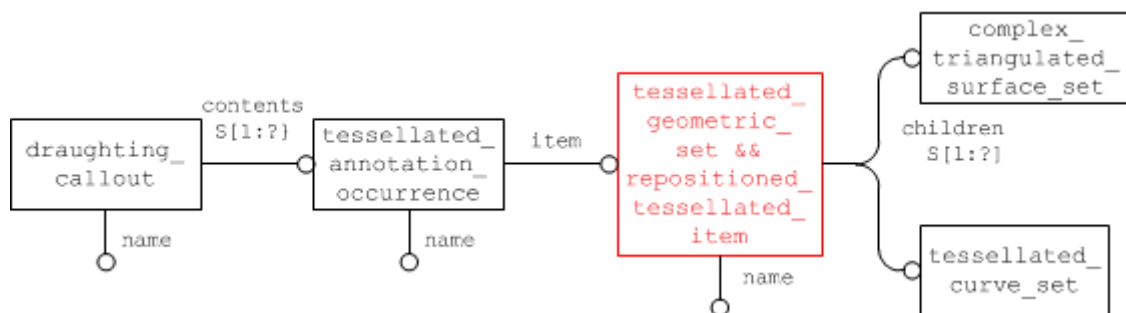 draughting_
callout
name
contents
S[1:?}
tessellated_
annotation_
occurrence
name
item
tessellated_
geometric_
set &&
repositioned_
tessellated_
item
name
children
S[1:?]
complex_
triangulated_
surface_set
tessellated_
curve_set